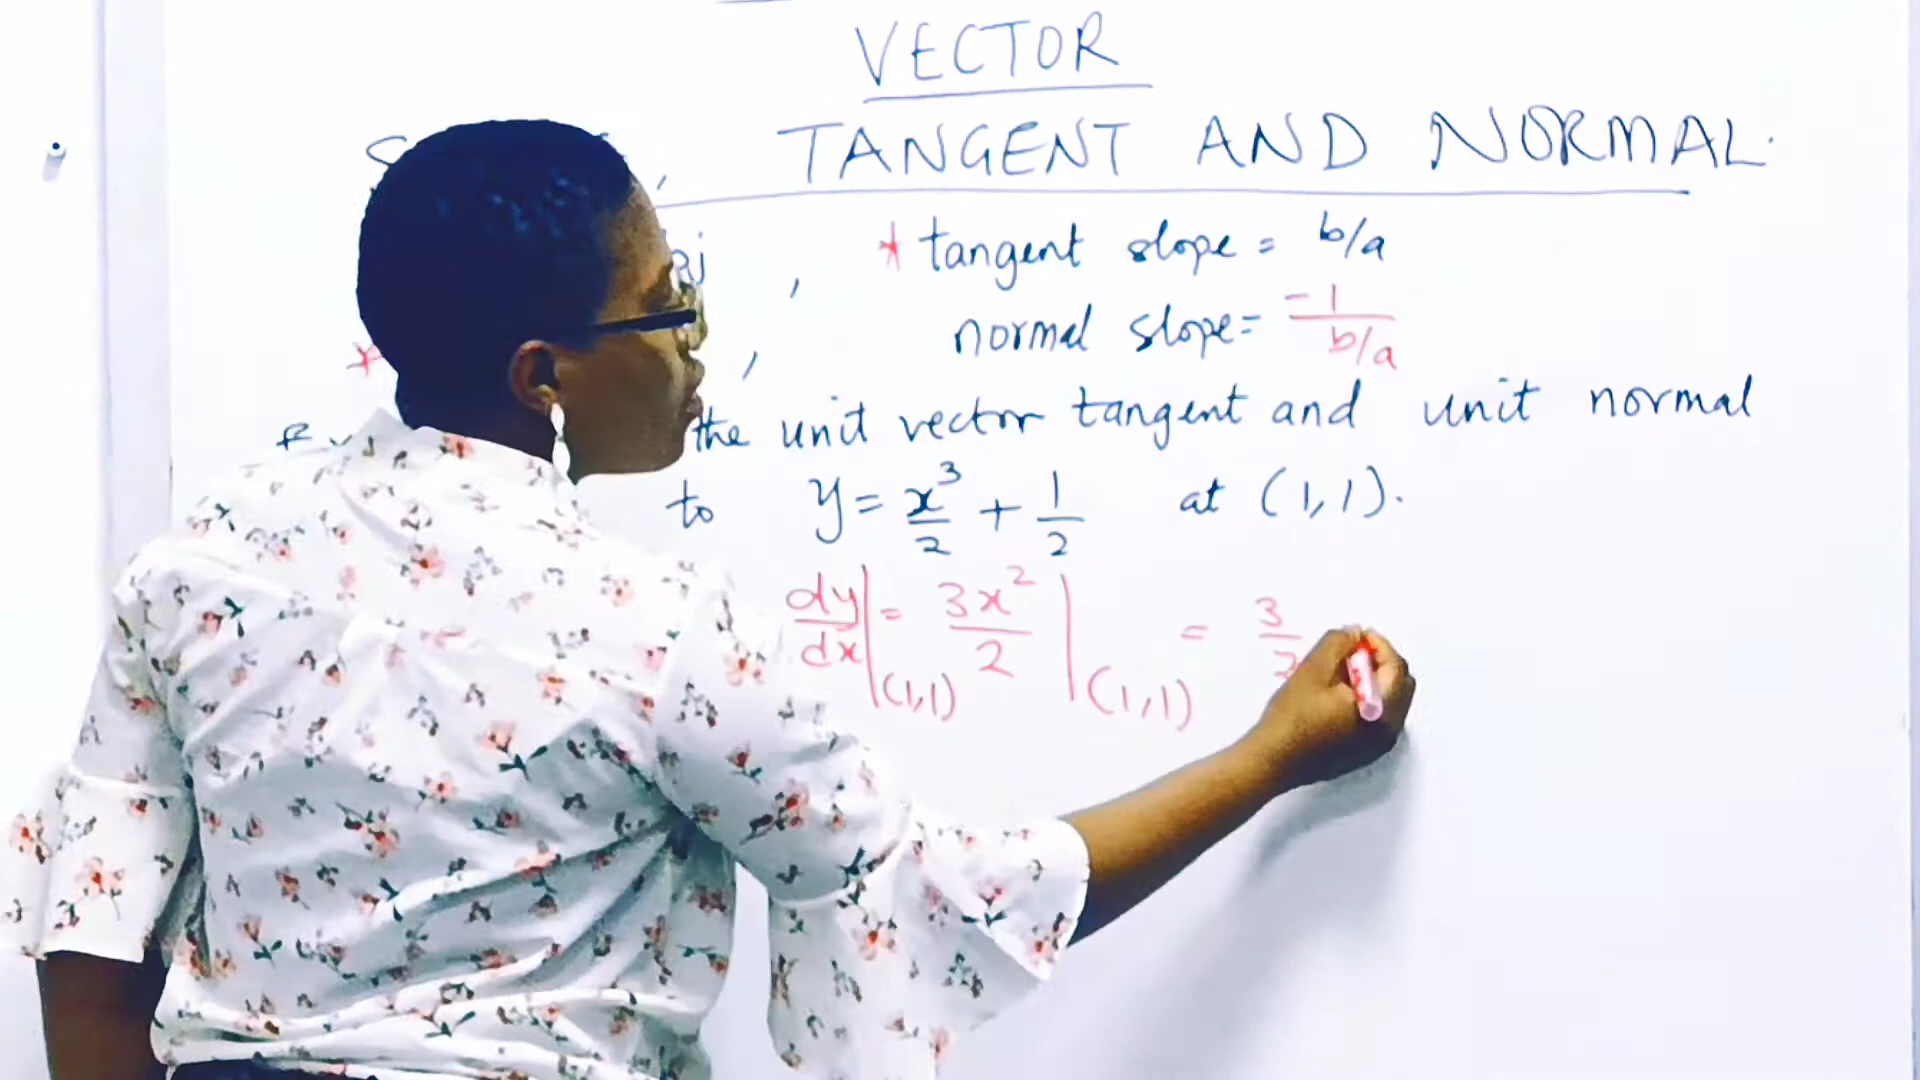 VECTOR
TANGENT AND NORMAL.
* tangent slope = b/a
normal slope = -1 / b/a
the unit vector tangent and unit normal
to y = x³/2 + 1/2 at (1,1).
dy/dx |(1,1) = 3x²/2 |(1,1) = 3/2